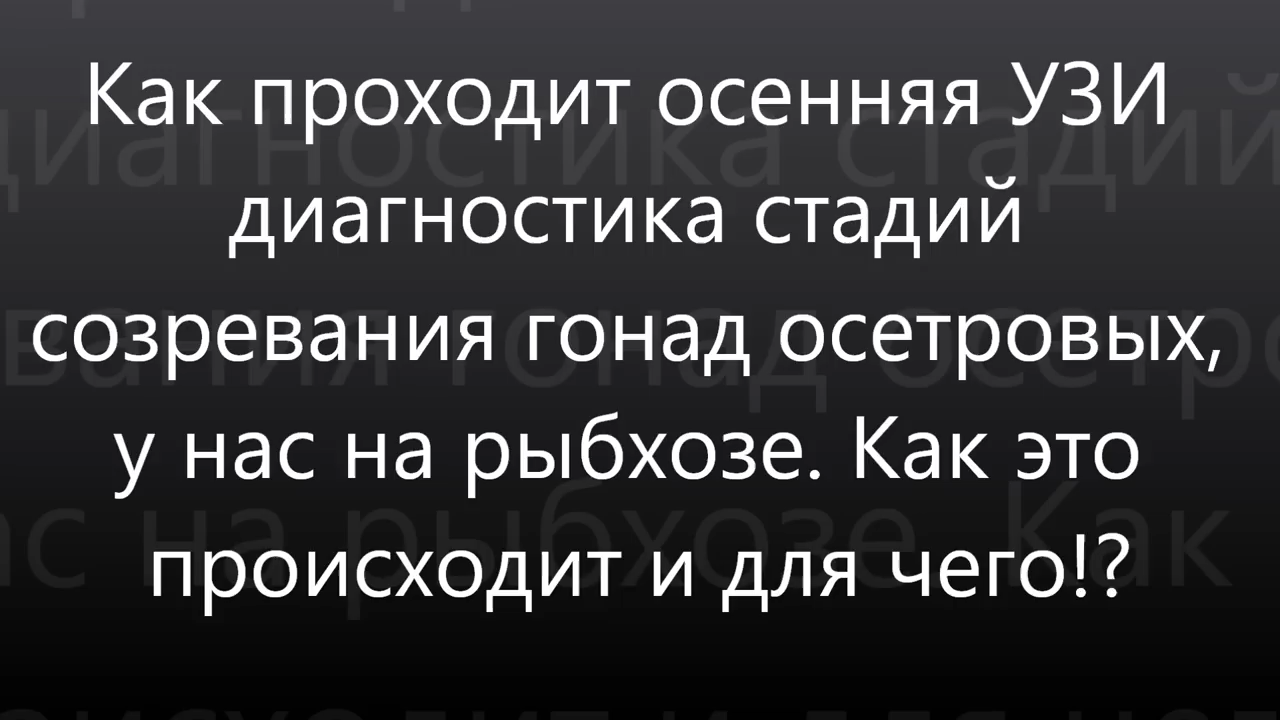 Как проходит осенняя УЗИ
диагностика стадий
созревания гонад осетровых,
у нас на рыбхозе. Как это
происходит и для чего!?